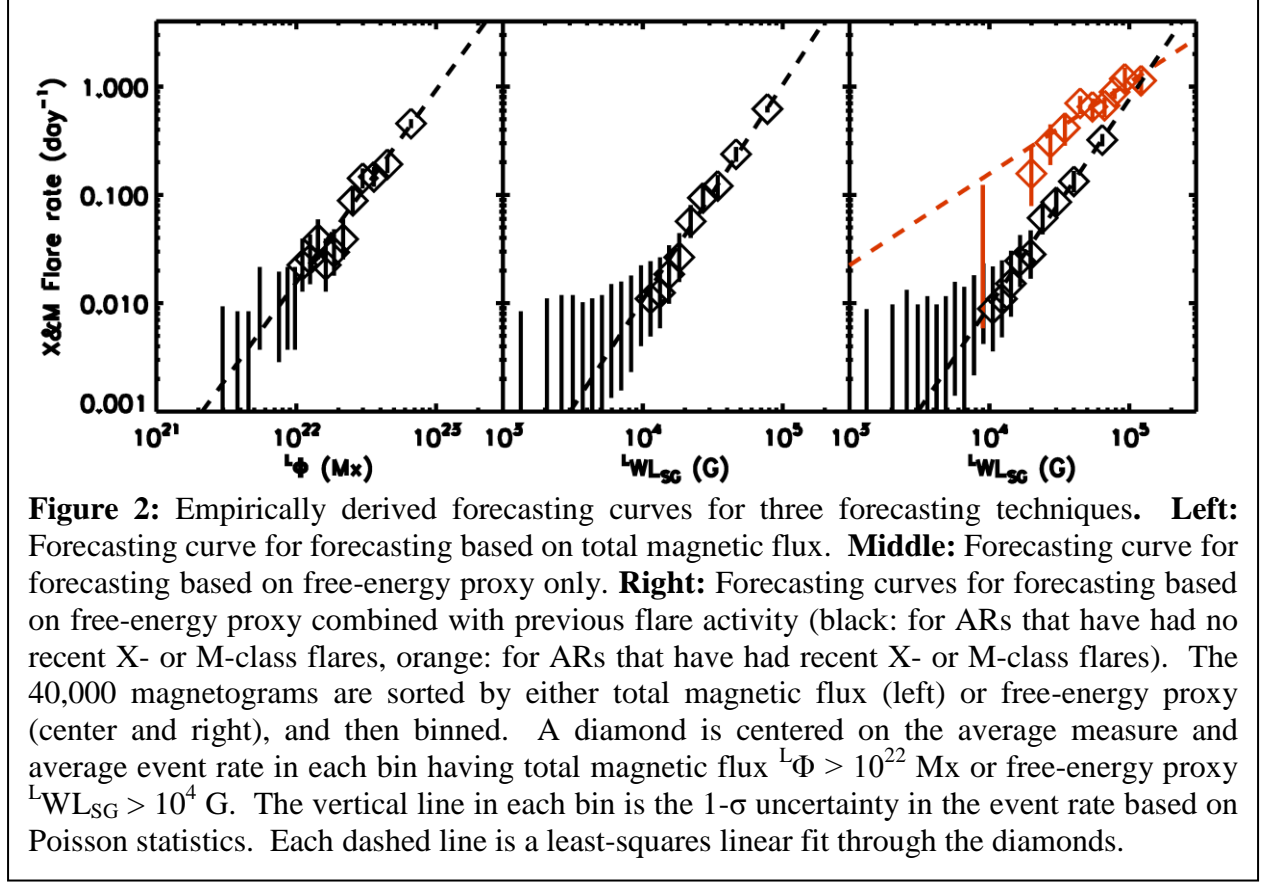 X&M Flare rate (day⁻¹)
1.000
0.100
0.010
0.001
10²¹ 10²² 10²³ 10³ 10⁴ 10⁵ 10³ 10⁴ 10⁵
ᴸΦ (Mx) ᴸWL_SG (G) ᴸWL_SG (G)
Figure 2: Empirically derived forecasting curves for three forecasting techniques. Left:
Forecasting curve for forecasting based on total magnetic flux. Middle: Forecasting curve for
forecasting based on free-energy proxy only. Right: Forecasting curves for forecasting based
on free-energy proxy combined with previous flare activity (black: for ARs that have had no
recent X- or M-class flares, orange: for ARs that have had recent X- or M-class flares). The
40,000 magnetograms are sorted by either total magnetic flux (left) or free-energy proxy
(center and right), and then binned. A diamond is centered on the average measure and
average event rate in each bin having total magnetic flux ᴸΦ > 10²² Mx or free-energy proxy
ᴸWL_SG > 10⁴ G. The vertical line in each bin is the 1-σ uncertainty in the event rate based on
Poisson statistics. Each dashed line is a least-squares linear fit through the diamonds.